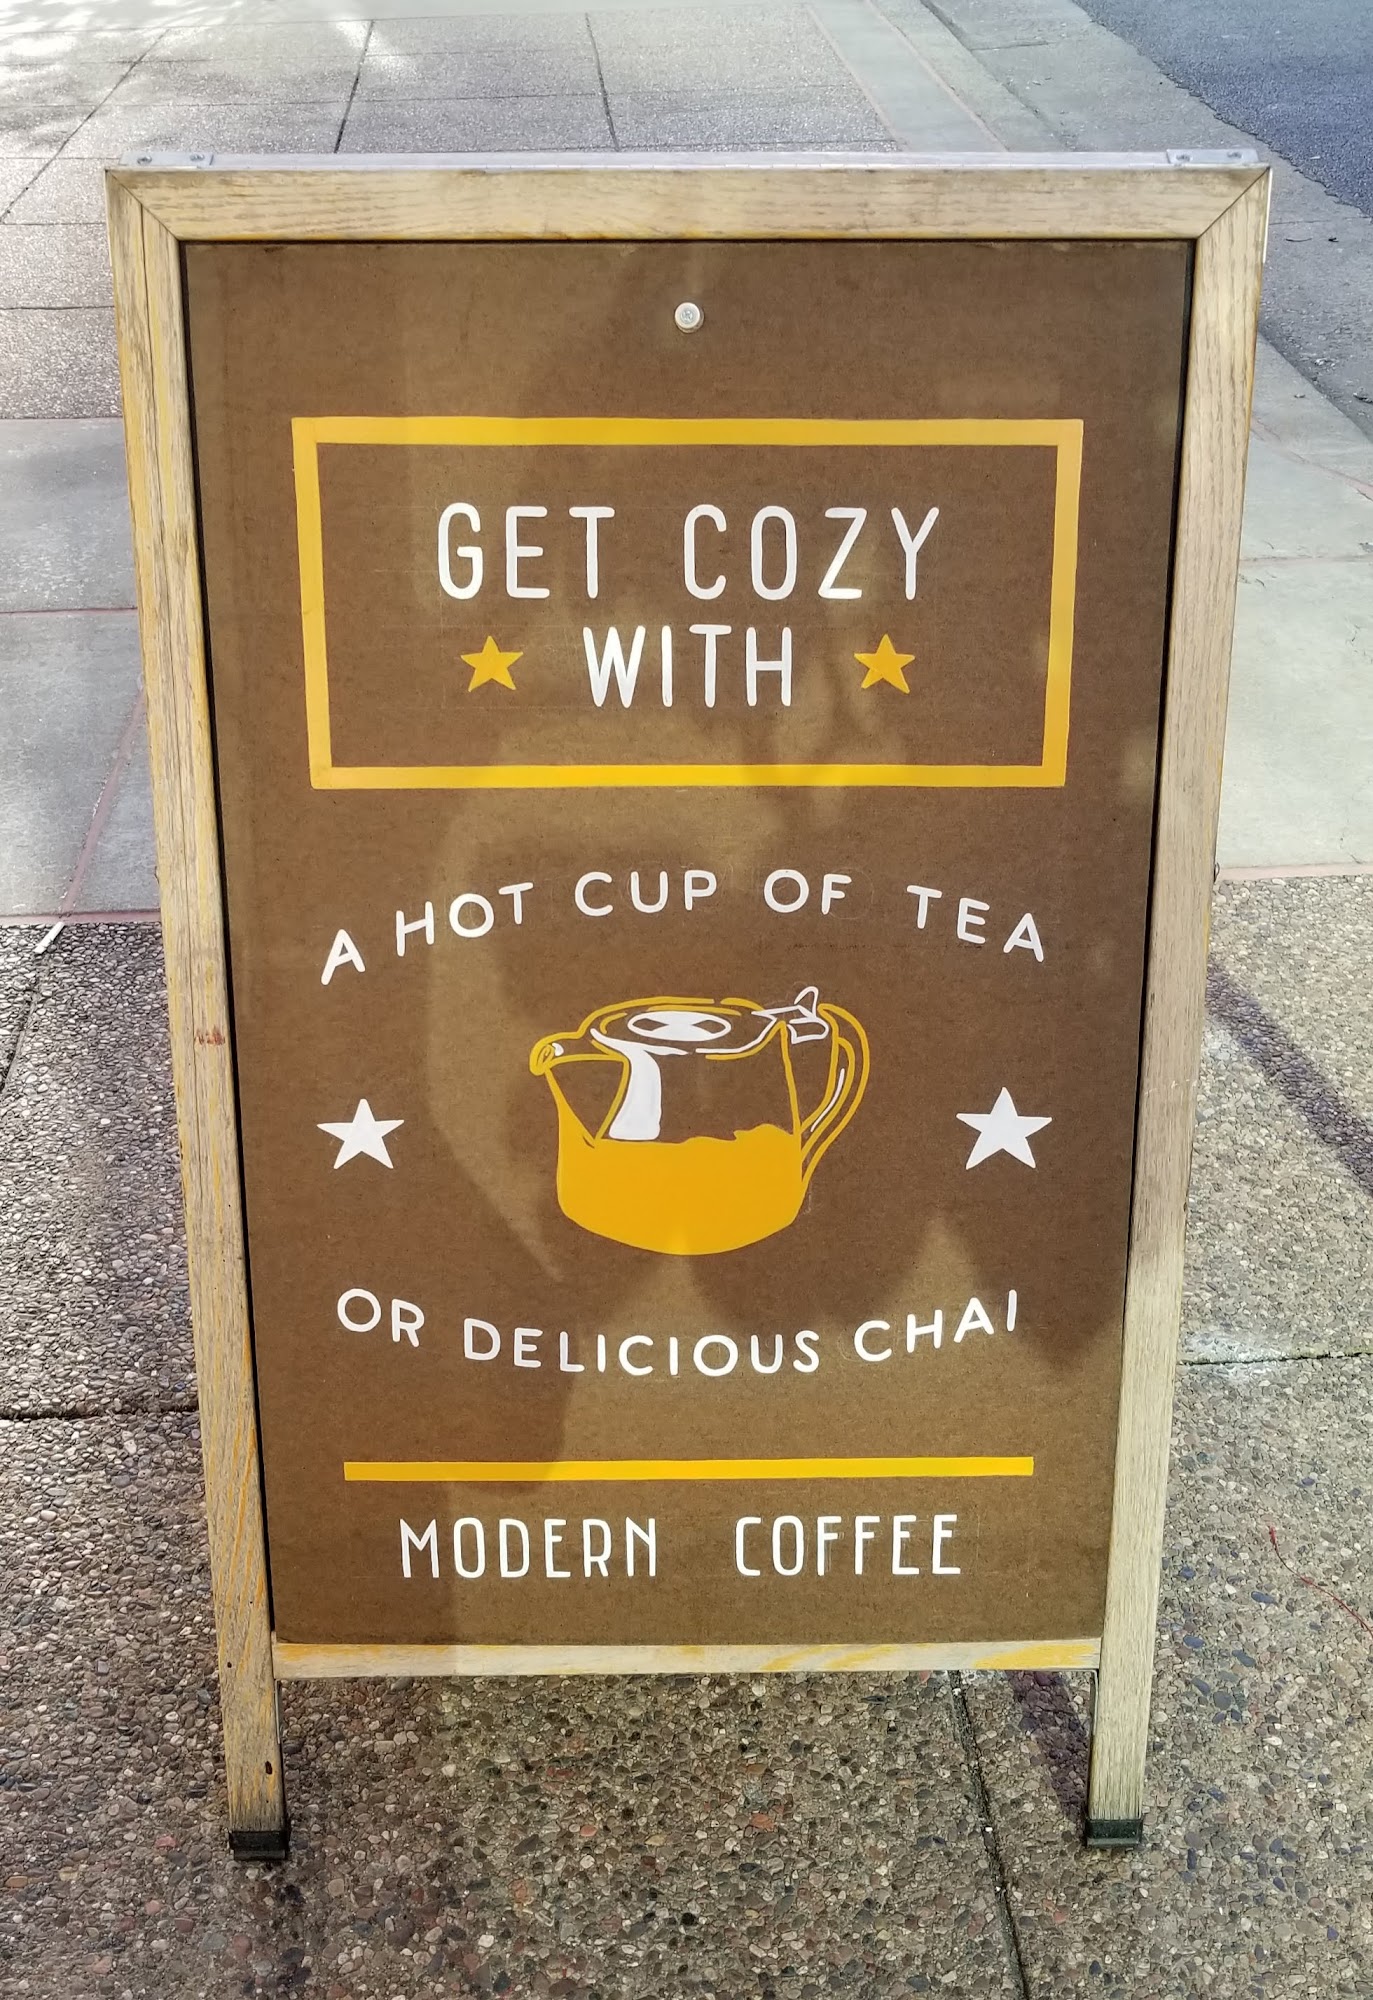 GET COZY
WITH
A HOT CUP OF TEA
OR DELICIOUS CHAI
MODERN COFFEE